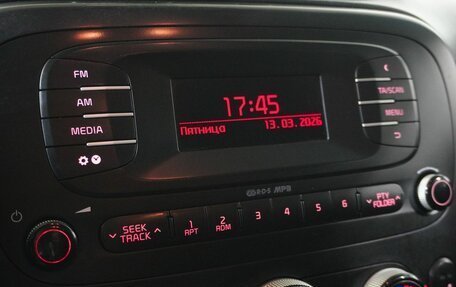 FM
AM
MEDIA
17:45
Пятница 13.03.2026
TA/SCAN
MENU
R·D·S MP3
SEEK TRACK
1 RPT
2 RDM
3
4
5
6
PTY FOLDER